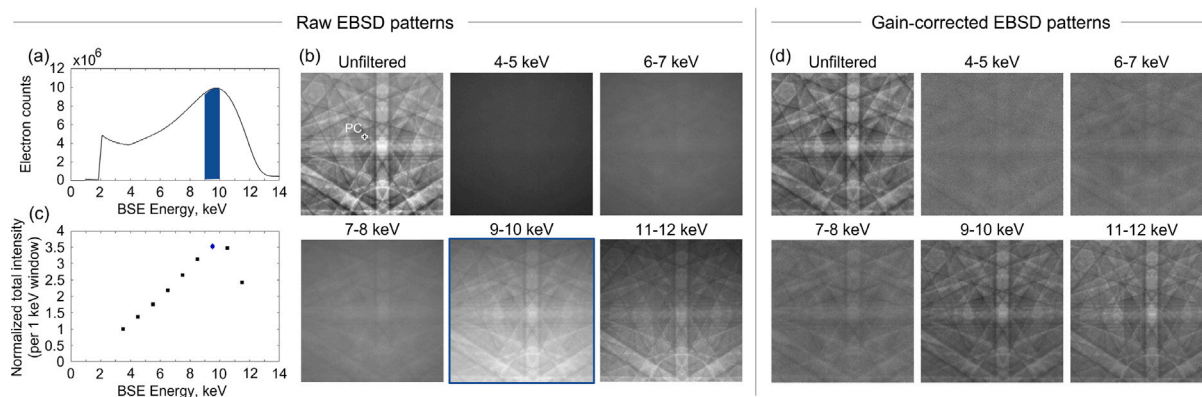 Raw EBSD patterns
Gain-corrected EBSD patterns
(a)
x10⁶
12
10
8
6
4
2
0
Electron counts
0 2 4 6 8 10 12 14
BSE Energy, keV
(b)
Unfiltered
4-5 keV
6-7 keV
PC
7-8 keV
9-10 keV
11-12 keV
(c)
4
3.5
3
2.5
2
1.5
1
0.5
0
Normalized total intensity
(per 1 keV window)
0 2 4 6 8 10 12 14
BSE Energy, keV
(d)
Unfiltered
4-5 keV
6-7 keV
7-8 keV
9-10 keV
11-12 keV